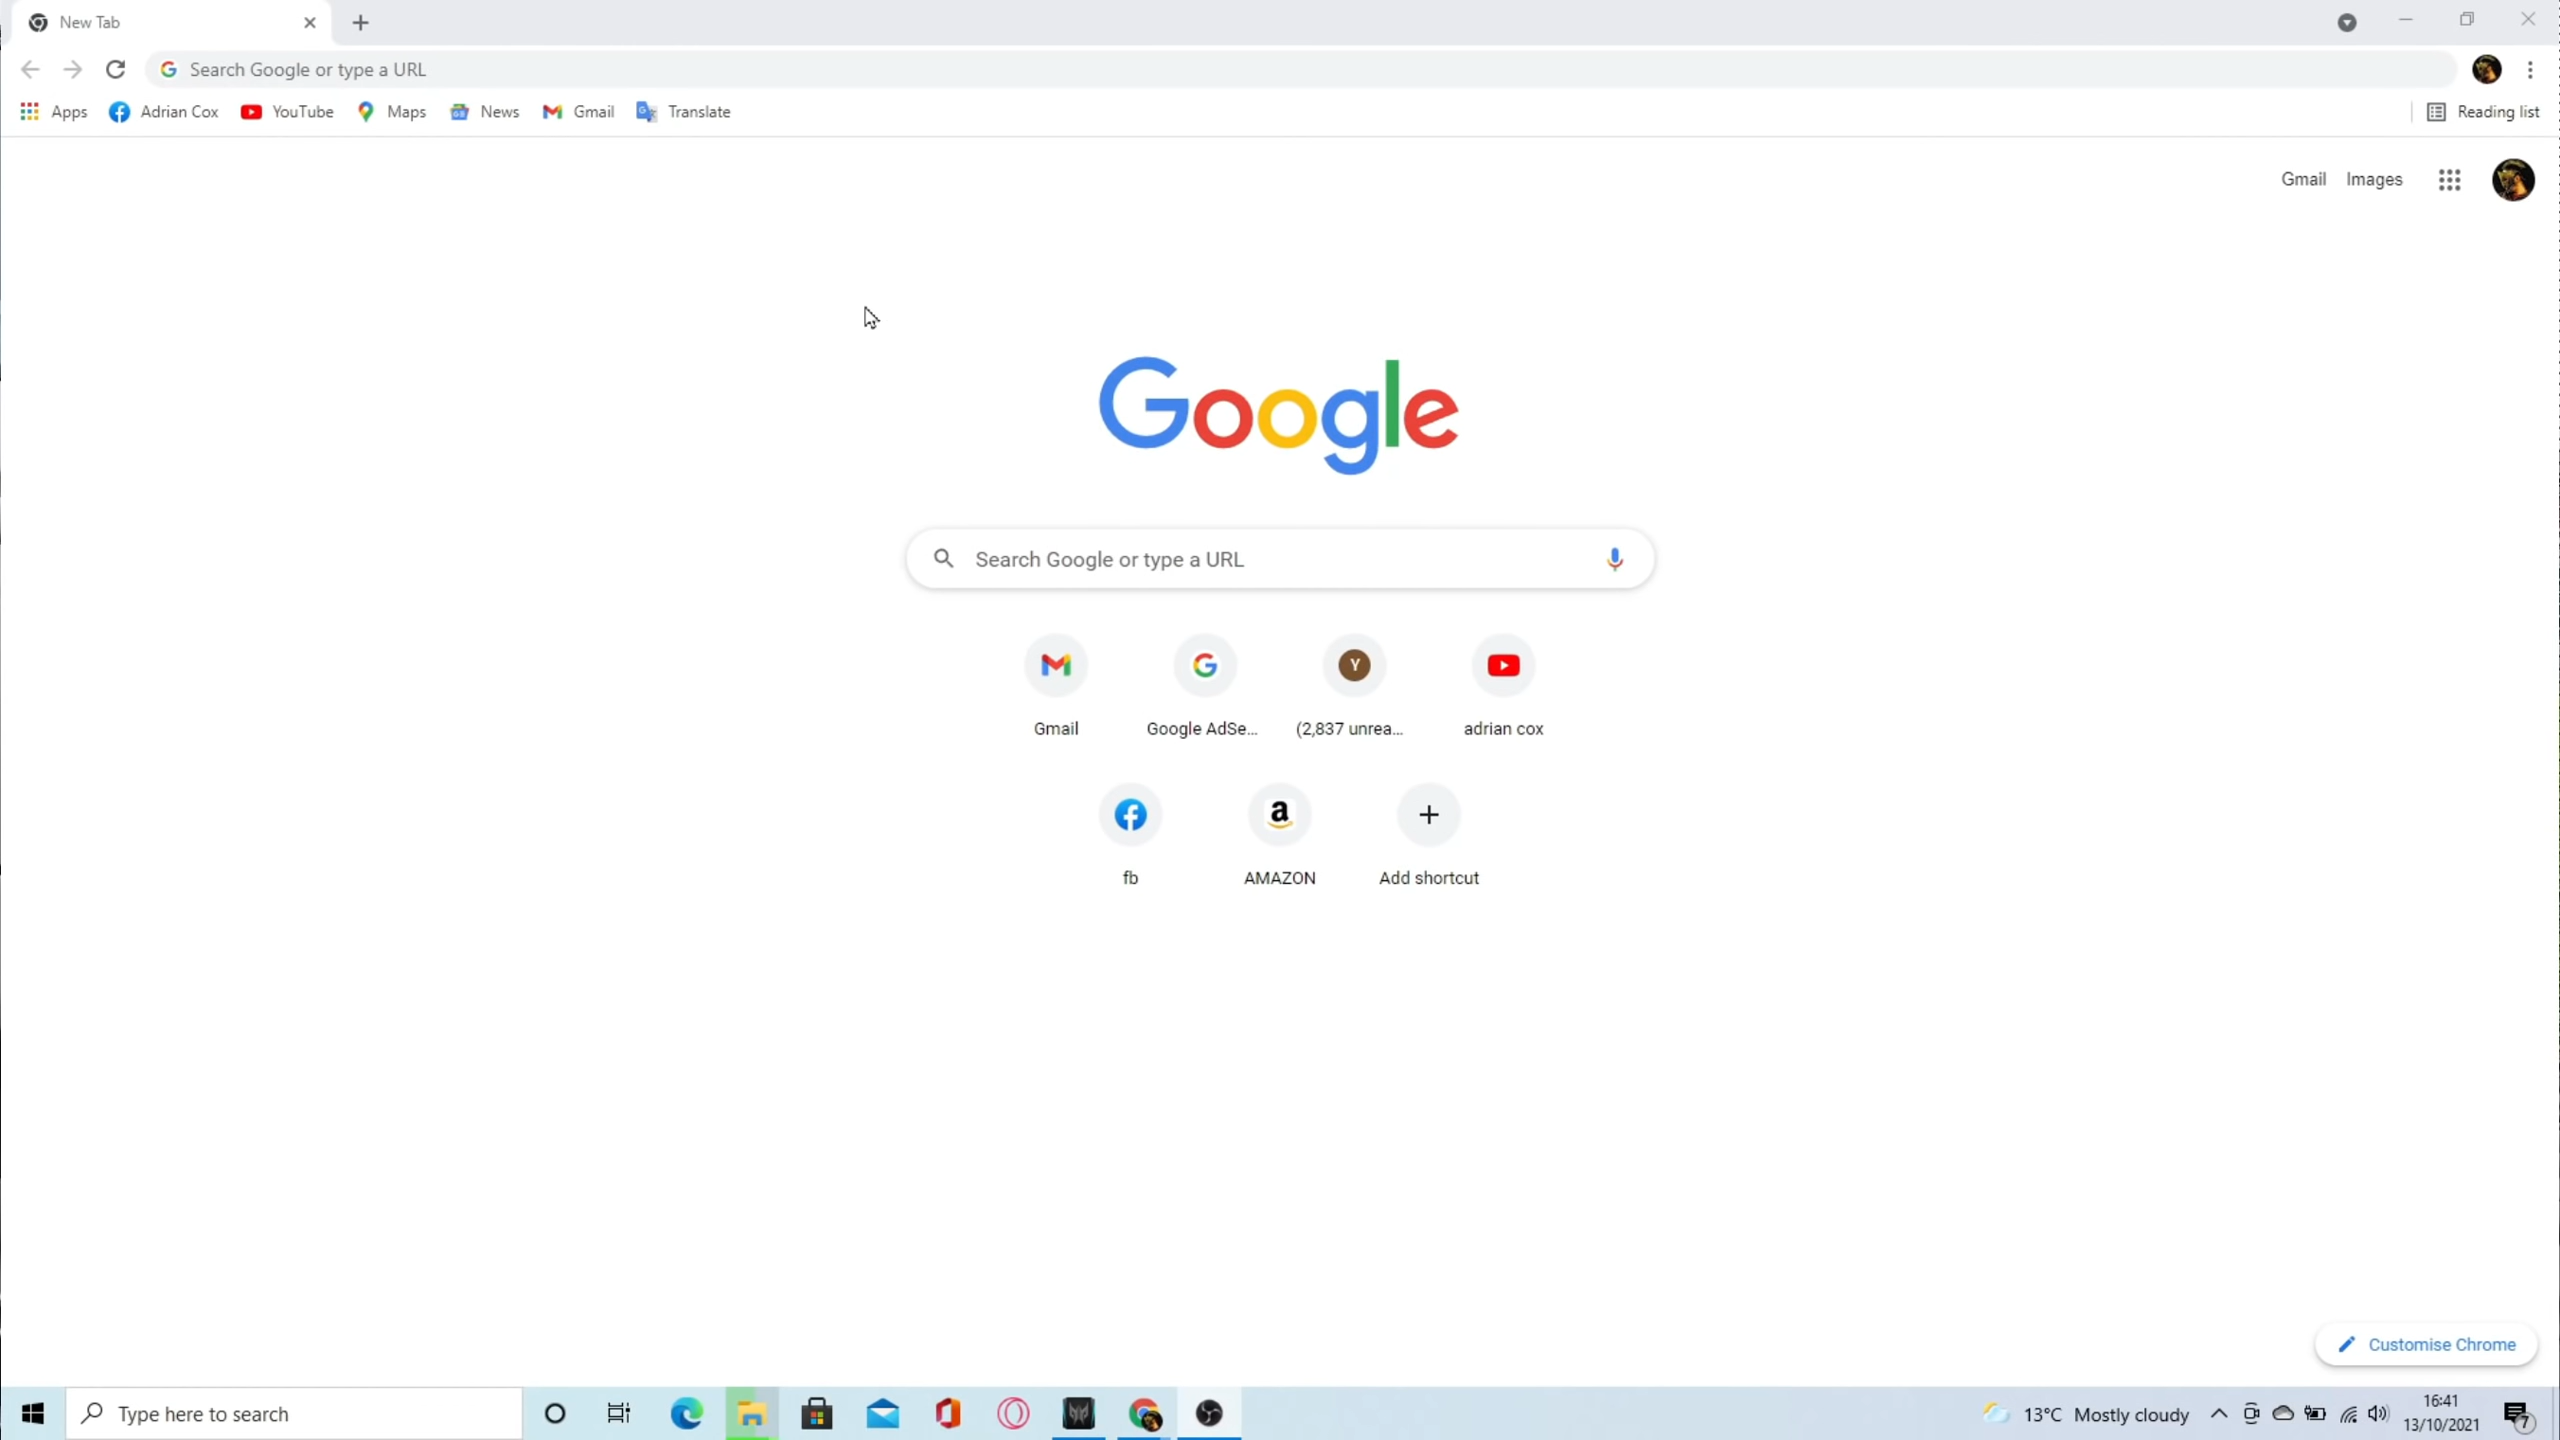 New Tab
Search Google or type a URL
Apps
Adrian Cox
YouTube
Maps
News
Gmail
Translate
Reading list
Gmail
Images
Google
Search Google or type a URL
Y
Gmail
Google AdSe...
(2,837 unrea...
adrian cox
a
fb
AMAZON
Add shortcut
Customise Chrome
Type here to search
13°C Mostly cloudy
16:41
13/10/2021
7